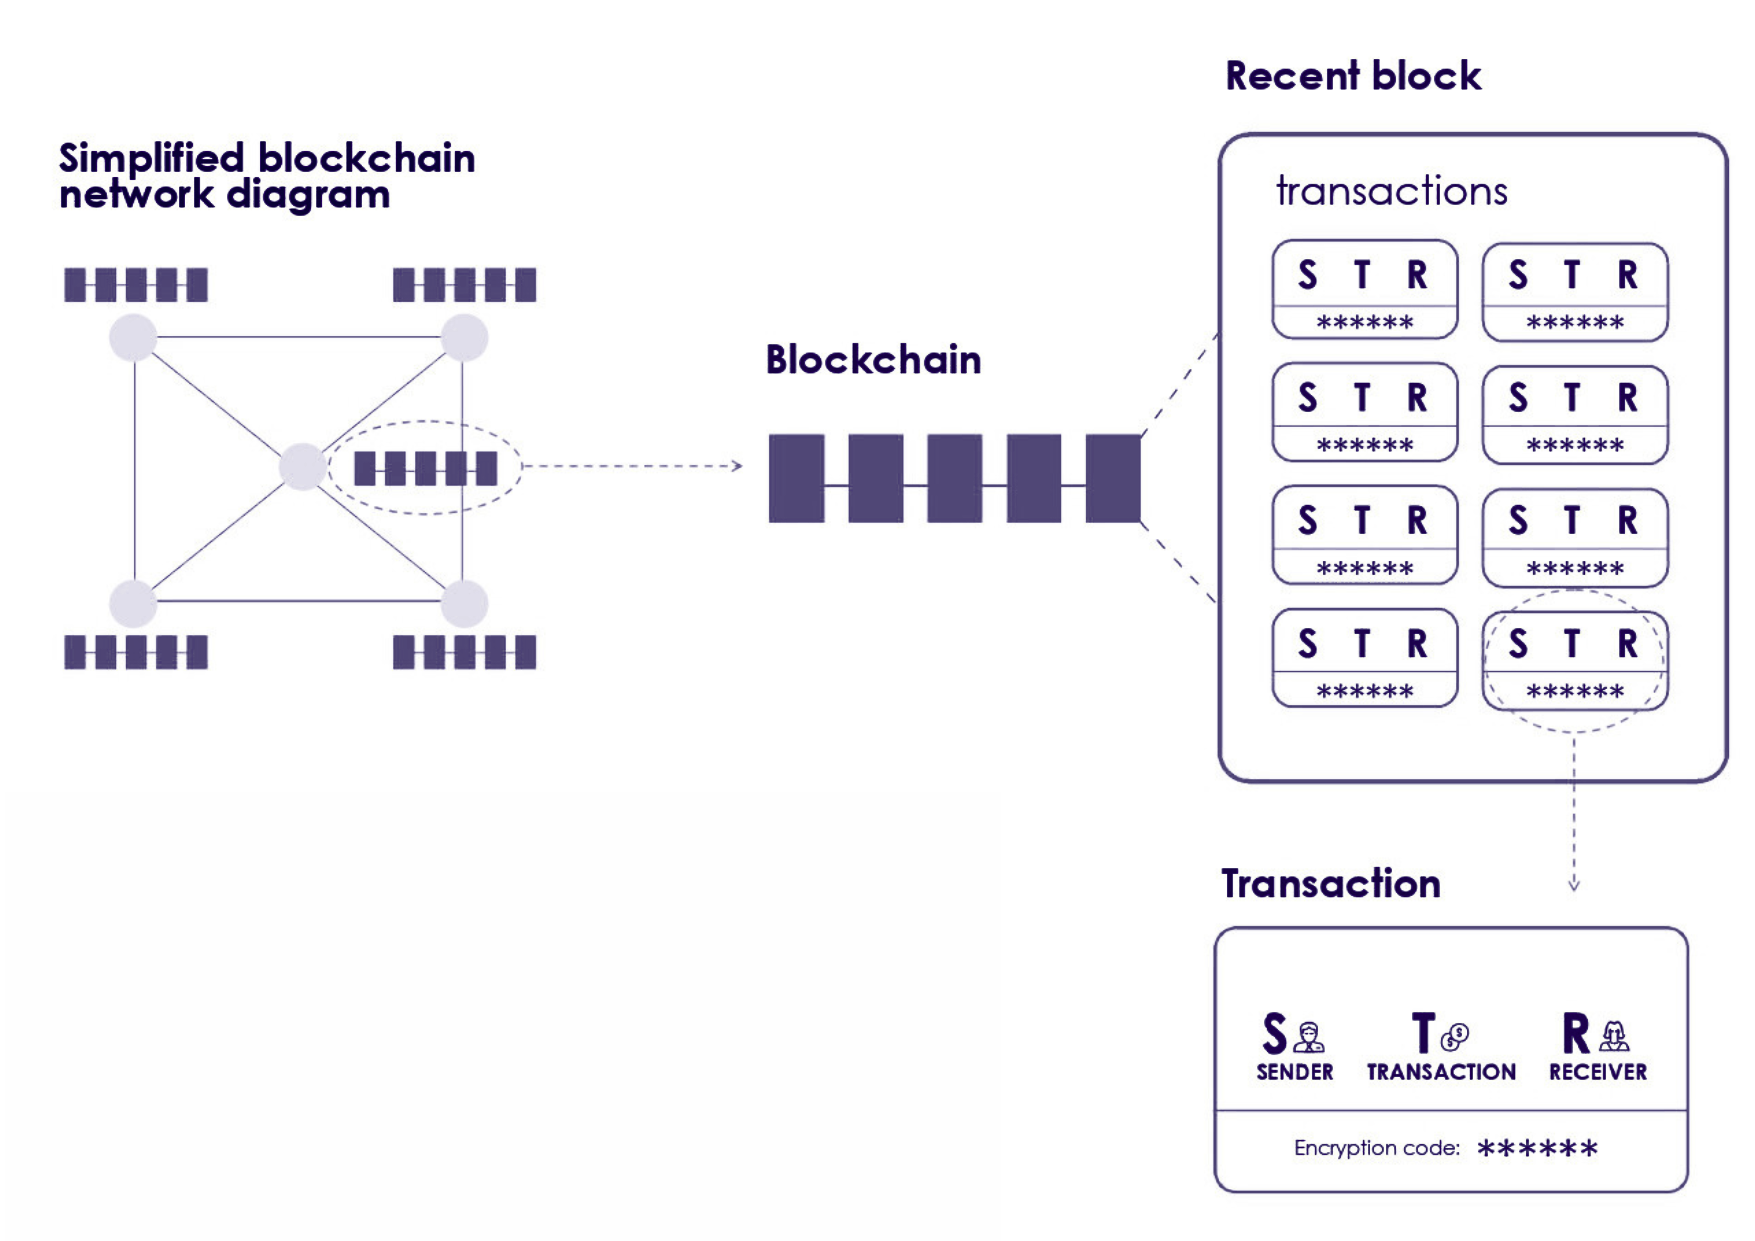 Simplified blockchain
network diagram
Blockchain
Recent block
transactions
S T R S T R
****** ******
S T R S T R
****** ******
S T R S T R
****** ******
S T R S T R
****** ******
Transaction
S T R
SENDER TRANSACTION RECEIVER
Encryption code: ******